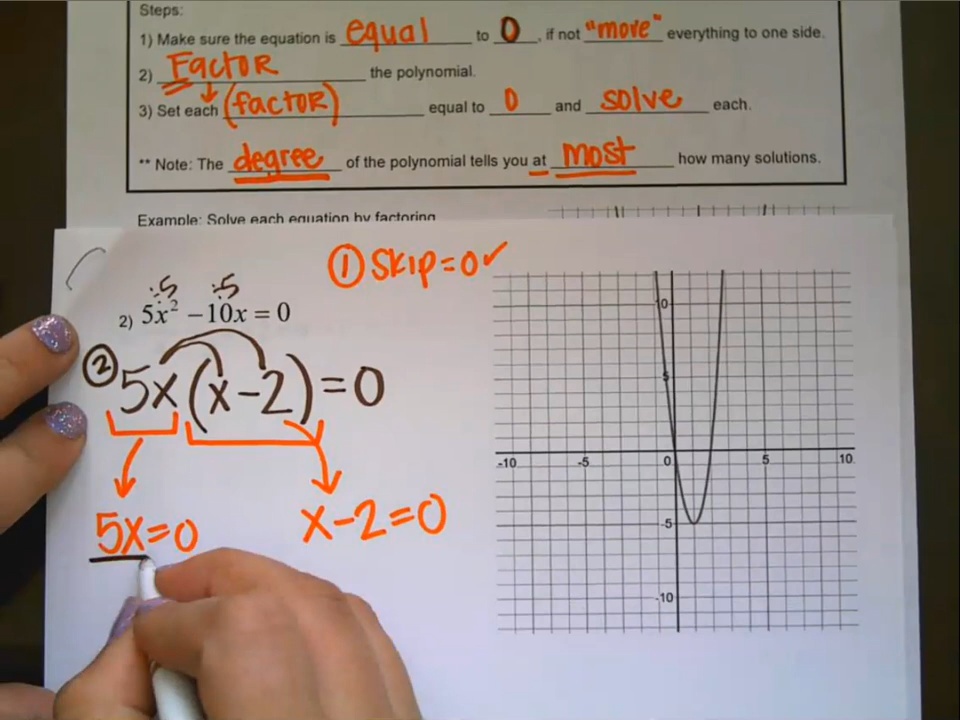 Steps:
1) Make sure the equation is equal to 0, if not "move" everything to one side.
2) Factor the polynomial.
3) Set each (factor) equal to 0 and solve each.
** Note: The degree of the polynomial tells you at most how many solutions.
Example: Solve each equation by factoring
① Skip = 0 ✓
÷5 ÷5
2) 5x² − 10x = 0
② 5x (x − 2) = 0
5x = 0 x − 2 = 0
10
5
-10 -5 0 5 10
-5
-10